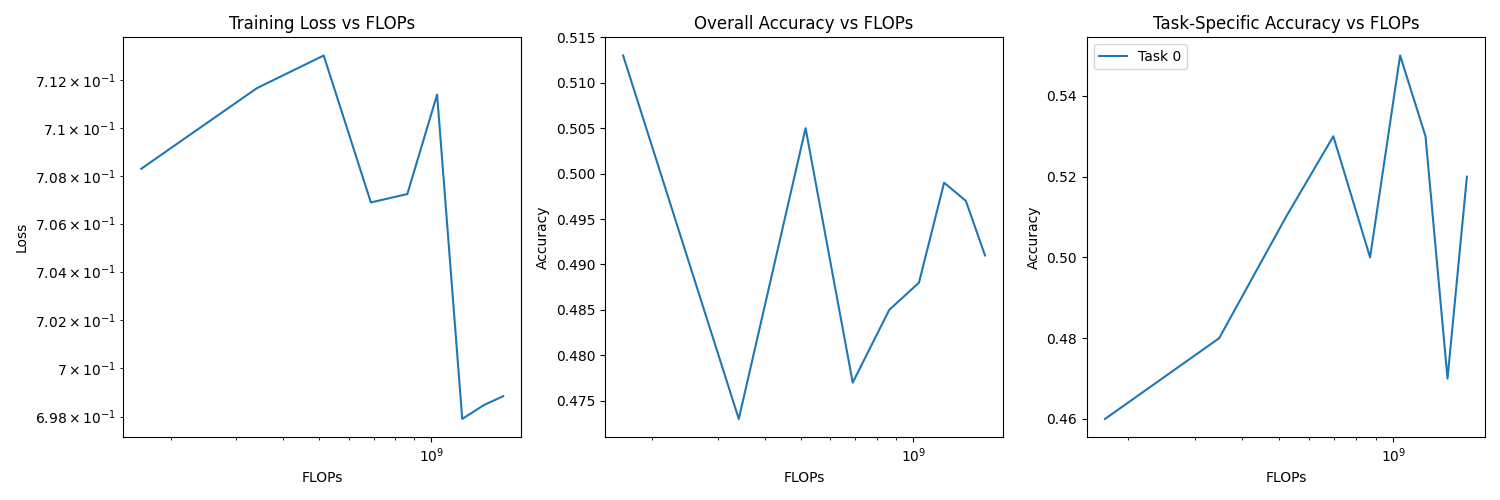 Training Loss vs FLOPs
7.12 × 10⁻¹
7.1 × 10⁻¹
7.08 × 10⁻¹
7.06 × 10⁻¹
7.04 × 10⁻¹
7.02 × 10⁻¹
7 × 10⁻¹
6.98 × 10⁻¹
Loss
10⁹
FLOPs
Overall Accuracy vs FLOPs
0.515
0.510
0.505
0.500
0.495
0.490
0.485
0.480
0.475
Accuracy
10⁹
FLOPs
Task-Specific Accuracy vs FLOPs
Task 0
0.54
0.52
0.50
0.48
0.46
Accuracy
10⁹
FLOPs